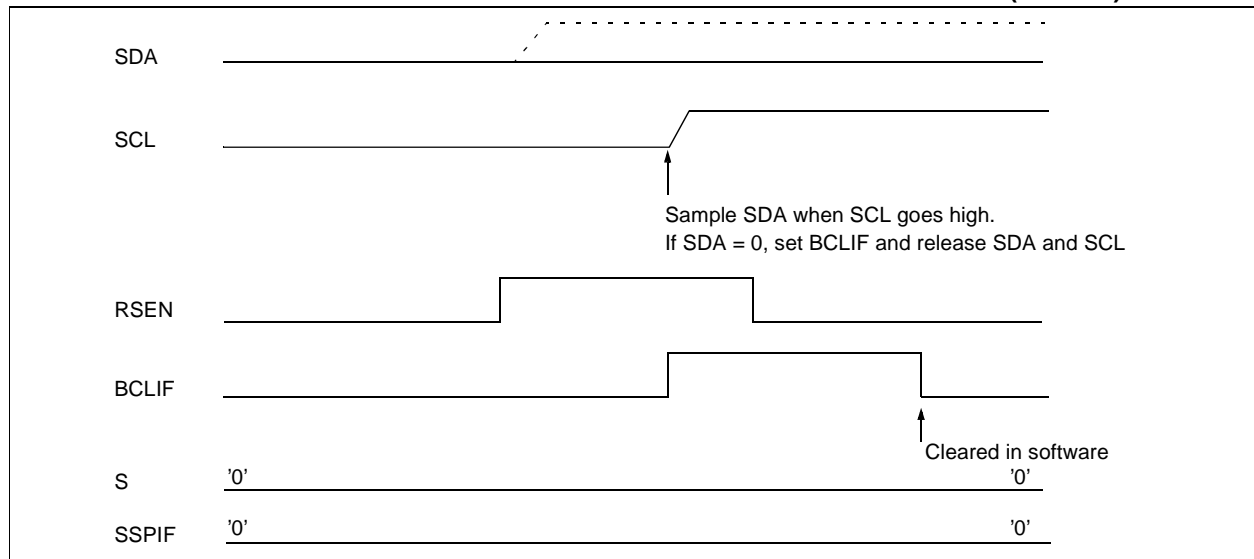 SDA
SCL
Sample SDA when SCL goes high.
If SDA = 0, set BCLIF and release SDA and SCL
RSEN
BCLIF
Cleared in software
S '0' '0'
SSPIF '0' '0'